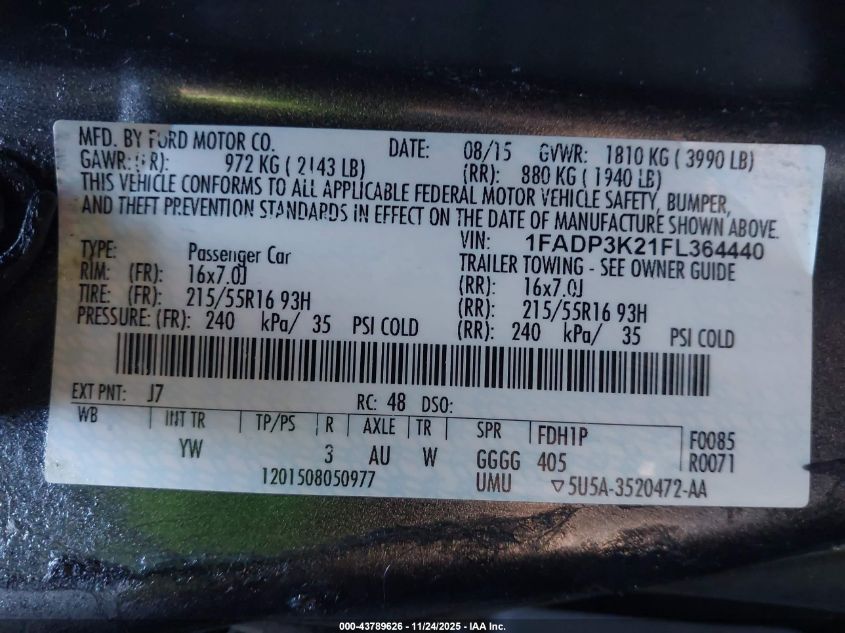 MFD. BY FORD MOTOR CO. DATE: 08/15 GVWR: 1810 KG ( 3990 LB)
GAWR: (FR): 972 KG ( 2143 LB) (RR): 880 KG ( 1940 LB)
THIS VEHICLE CONFORMS TO ALL APPLICABLE FEDERAL MOTOR VEHICLE SAFETY, BUMPER,
AND THEFT PREVENTION STANDARDS IN EFFECT ON THE DATE OF MANUFACTURE SHOWN ABOVE.
VIN: 1FADP3K21FL364440
TYPE: Passenger Car TRAILER TOWING - SEE OWNER GUIDE
RIM: (FR): 16x7.0J (RR): 16x7.0J
TIRE: (FR): 215/55R16 93H (RR): 215/55R16 93H
PRESSURE: (FR): 240 kPa/ 35 PSI COLD (RR): 240 kPa/ 35 PSI COLD
EXT PNT: J7 RC: 48 DSO:
WB INT TR TP/PS R AXLE TR SPR FDH1P F0085
YW 3 AU W GGGG 405 R0071
1201508050977 UMU ▽5U5A-3520472-AA
000-43789626 - 11/24/2025 - IAA Inc.